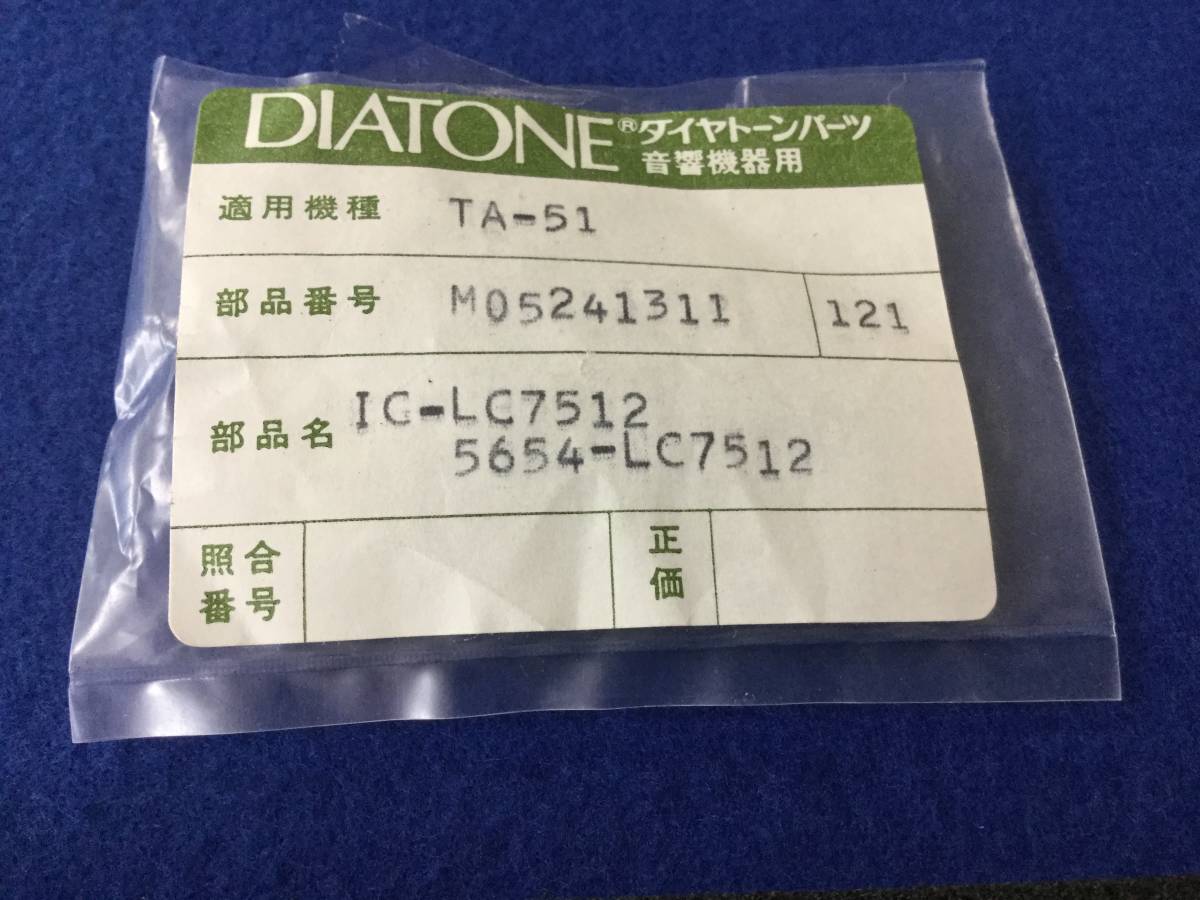 DIATONE®ダイヤトーンパーツ
音響機器用
適用機種 TA-51
部品番号 M05241311 121
部品名 IC-LC7512
5654-LC7512
照合
番号
正
価